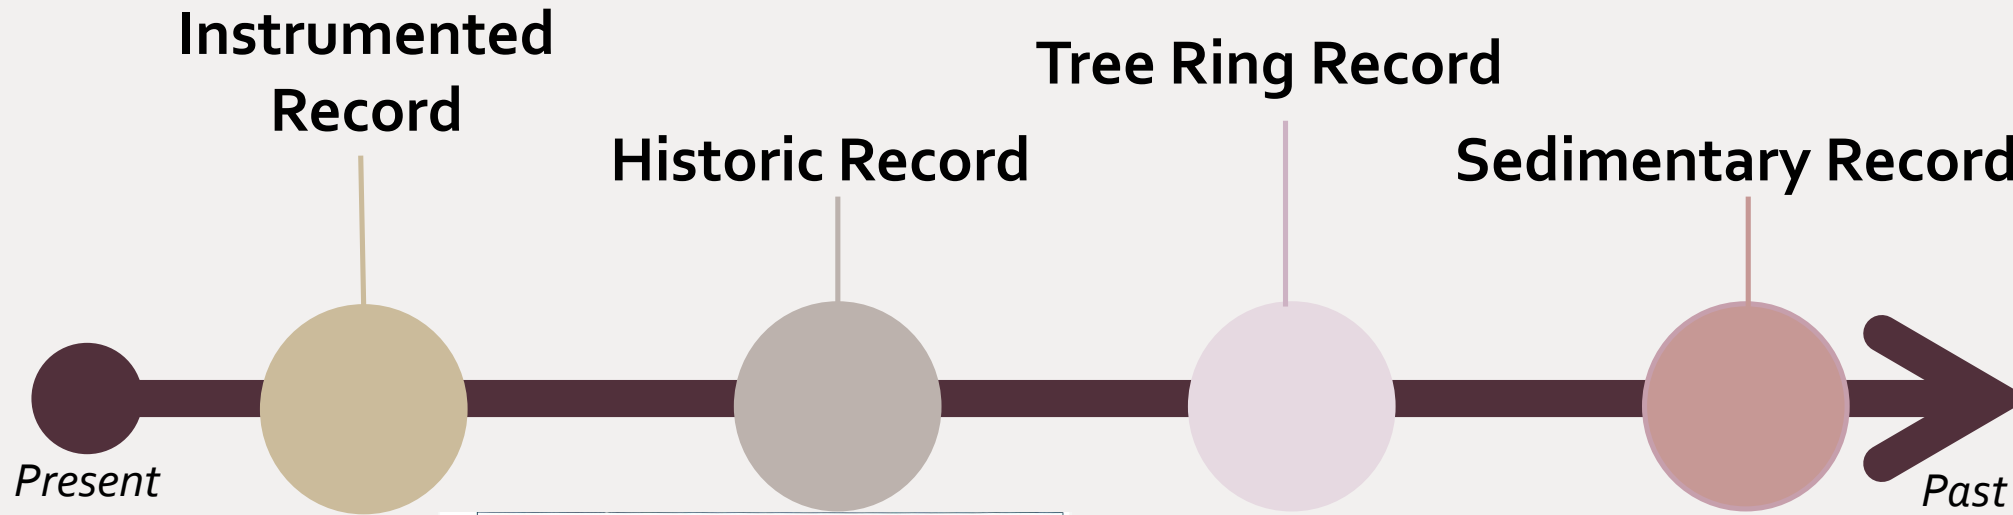 Instrumented
Record
Historic Record
Tree Ring Record
Sedimentary Record
Present
Past